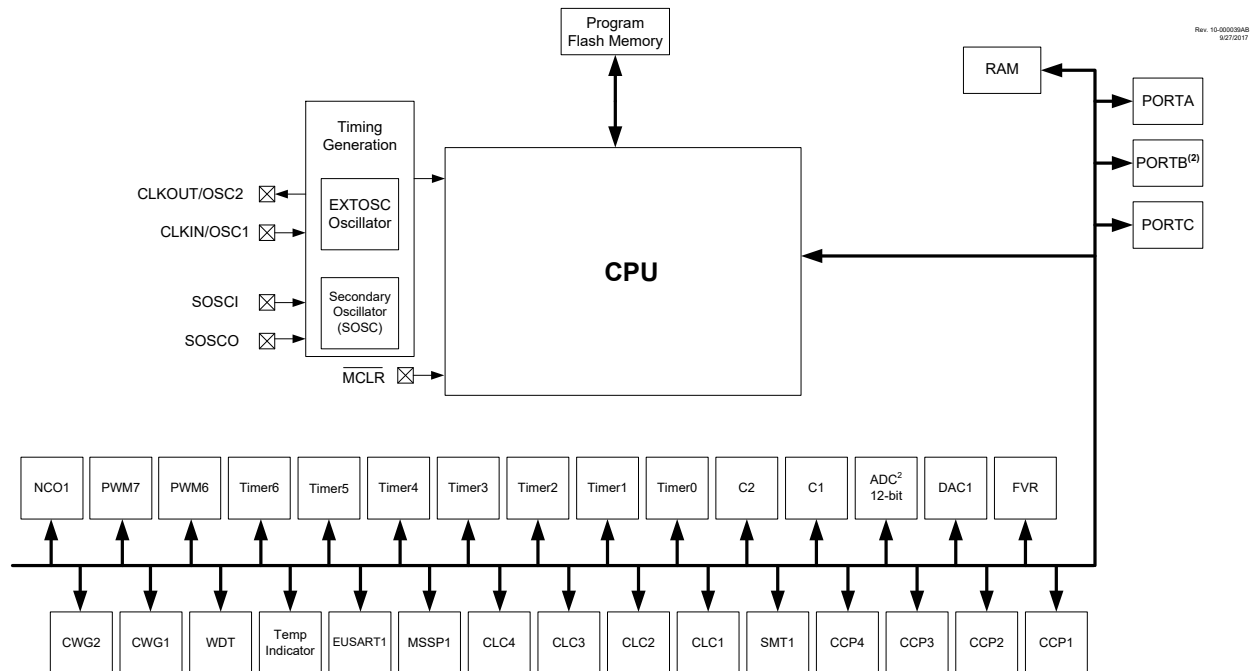 Program
Flash Memory
Rev. 10-000039AB
9/27/2017
RAM
PORTA
Timing
Generation
PORTB(2)
CLKOUT/OSC2
EXTOSC
Oscillator
CLKIN/OSC1
PORTC
CPU
SOSCI
Secondary
Oscillator
(SOSC)
SOSCO
MCLR
NCO1
PWM7
PWM6
Timer6
Timer5
Timer4
Timer3
Timer2
Timer1
Timer0
C2
C1
ADC2
12-bit
DAC1
FVR
CWG2
CWG1
WDT
Temp
Indicator
EUSART1
MSSP1
CLC4
CLC3
CLC2
CLC1
SMT1
CCP4
CCP3
CCP2
CCP1